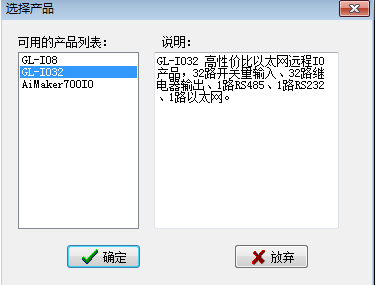 选择产品
可用的产品列表：
GL-IO8
GL-IO32
AiMaker700IO
说明：
GL-IO32 高性价比以太网远程IO
产品，32路开关量输入、32路继
电器输出、1路RS485、1路RS232
、1路以太网。
确定
放弃